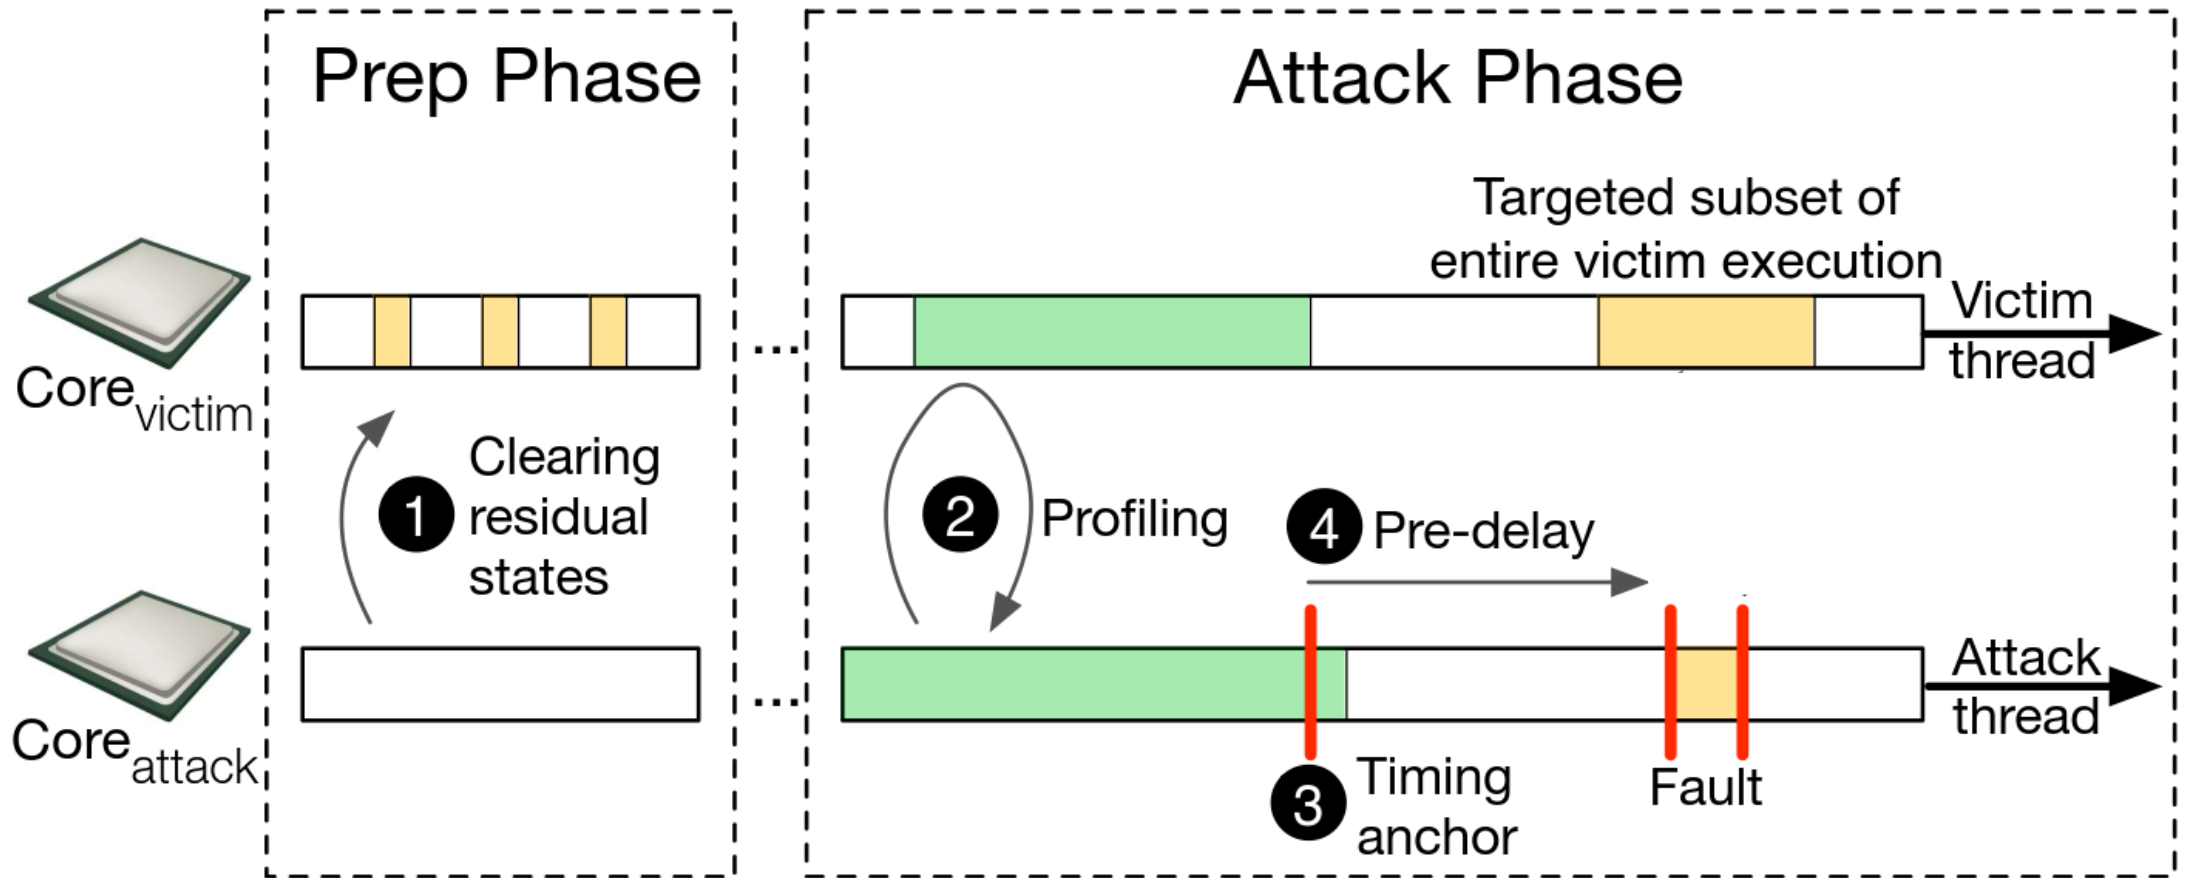 Prep Phase
Attack Phase
Targeted subset of
entire victim execution
Core victim
...
Victim
thread
1 Clearing
residual
states
2 Profiling
4 Pre-delay
Core attack
...
Attack
thread
3 Timing
anchor
Fault